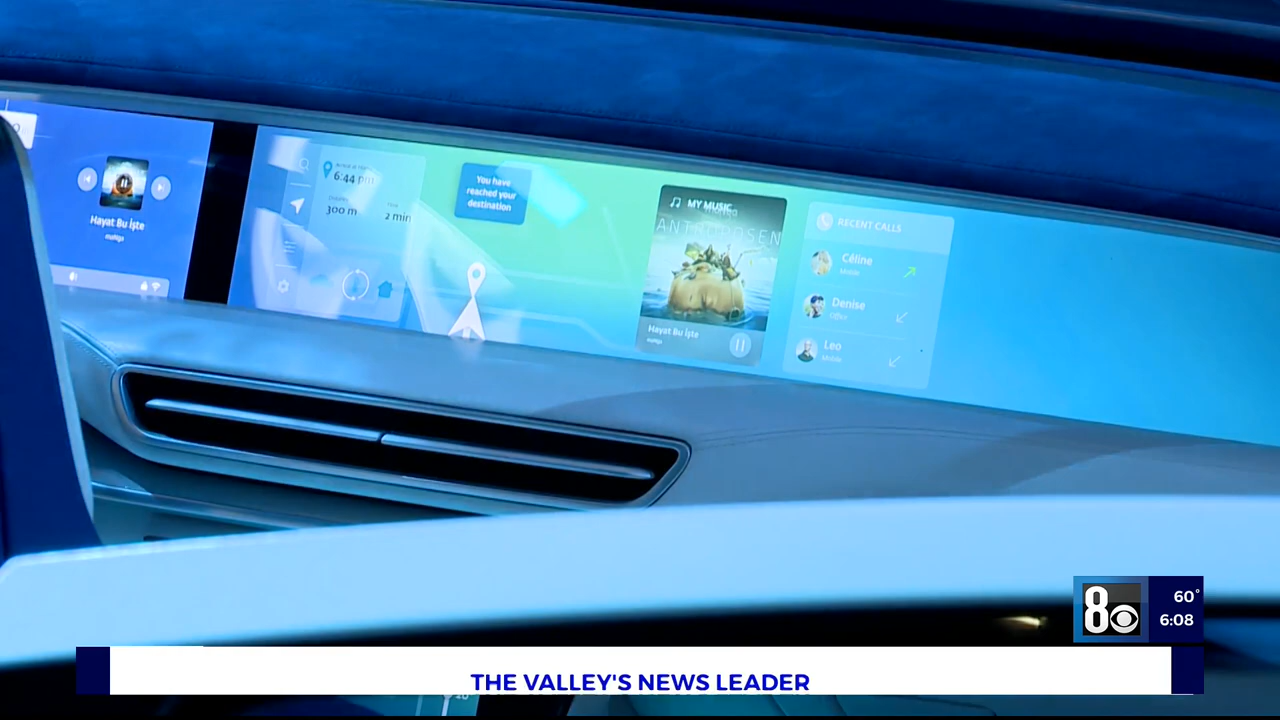 Hayat Bu İşte
6:44 pm
300 m
2 min
You have
reached your
destination
MY MUSIC
Hayat Bu İşte
RECENT CALLS
Céline
Mobile
Denise
Office
Leo
Mobile
8
60°
6:08
THE VALLEY'S NEWS LEADER